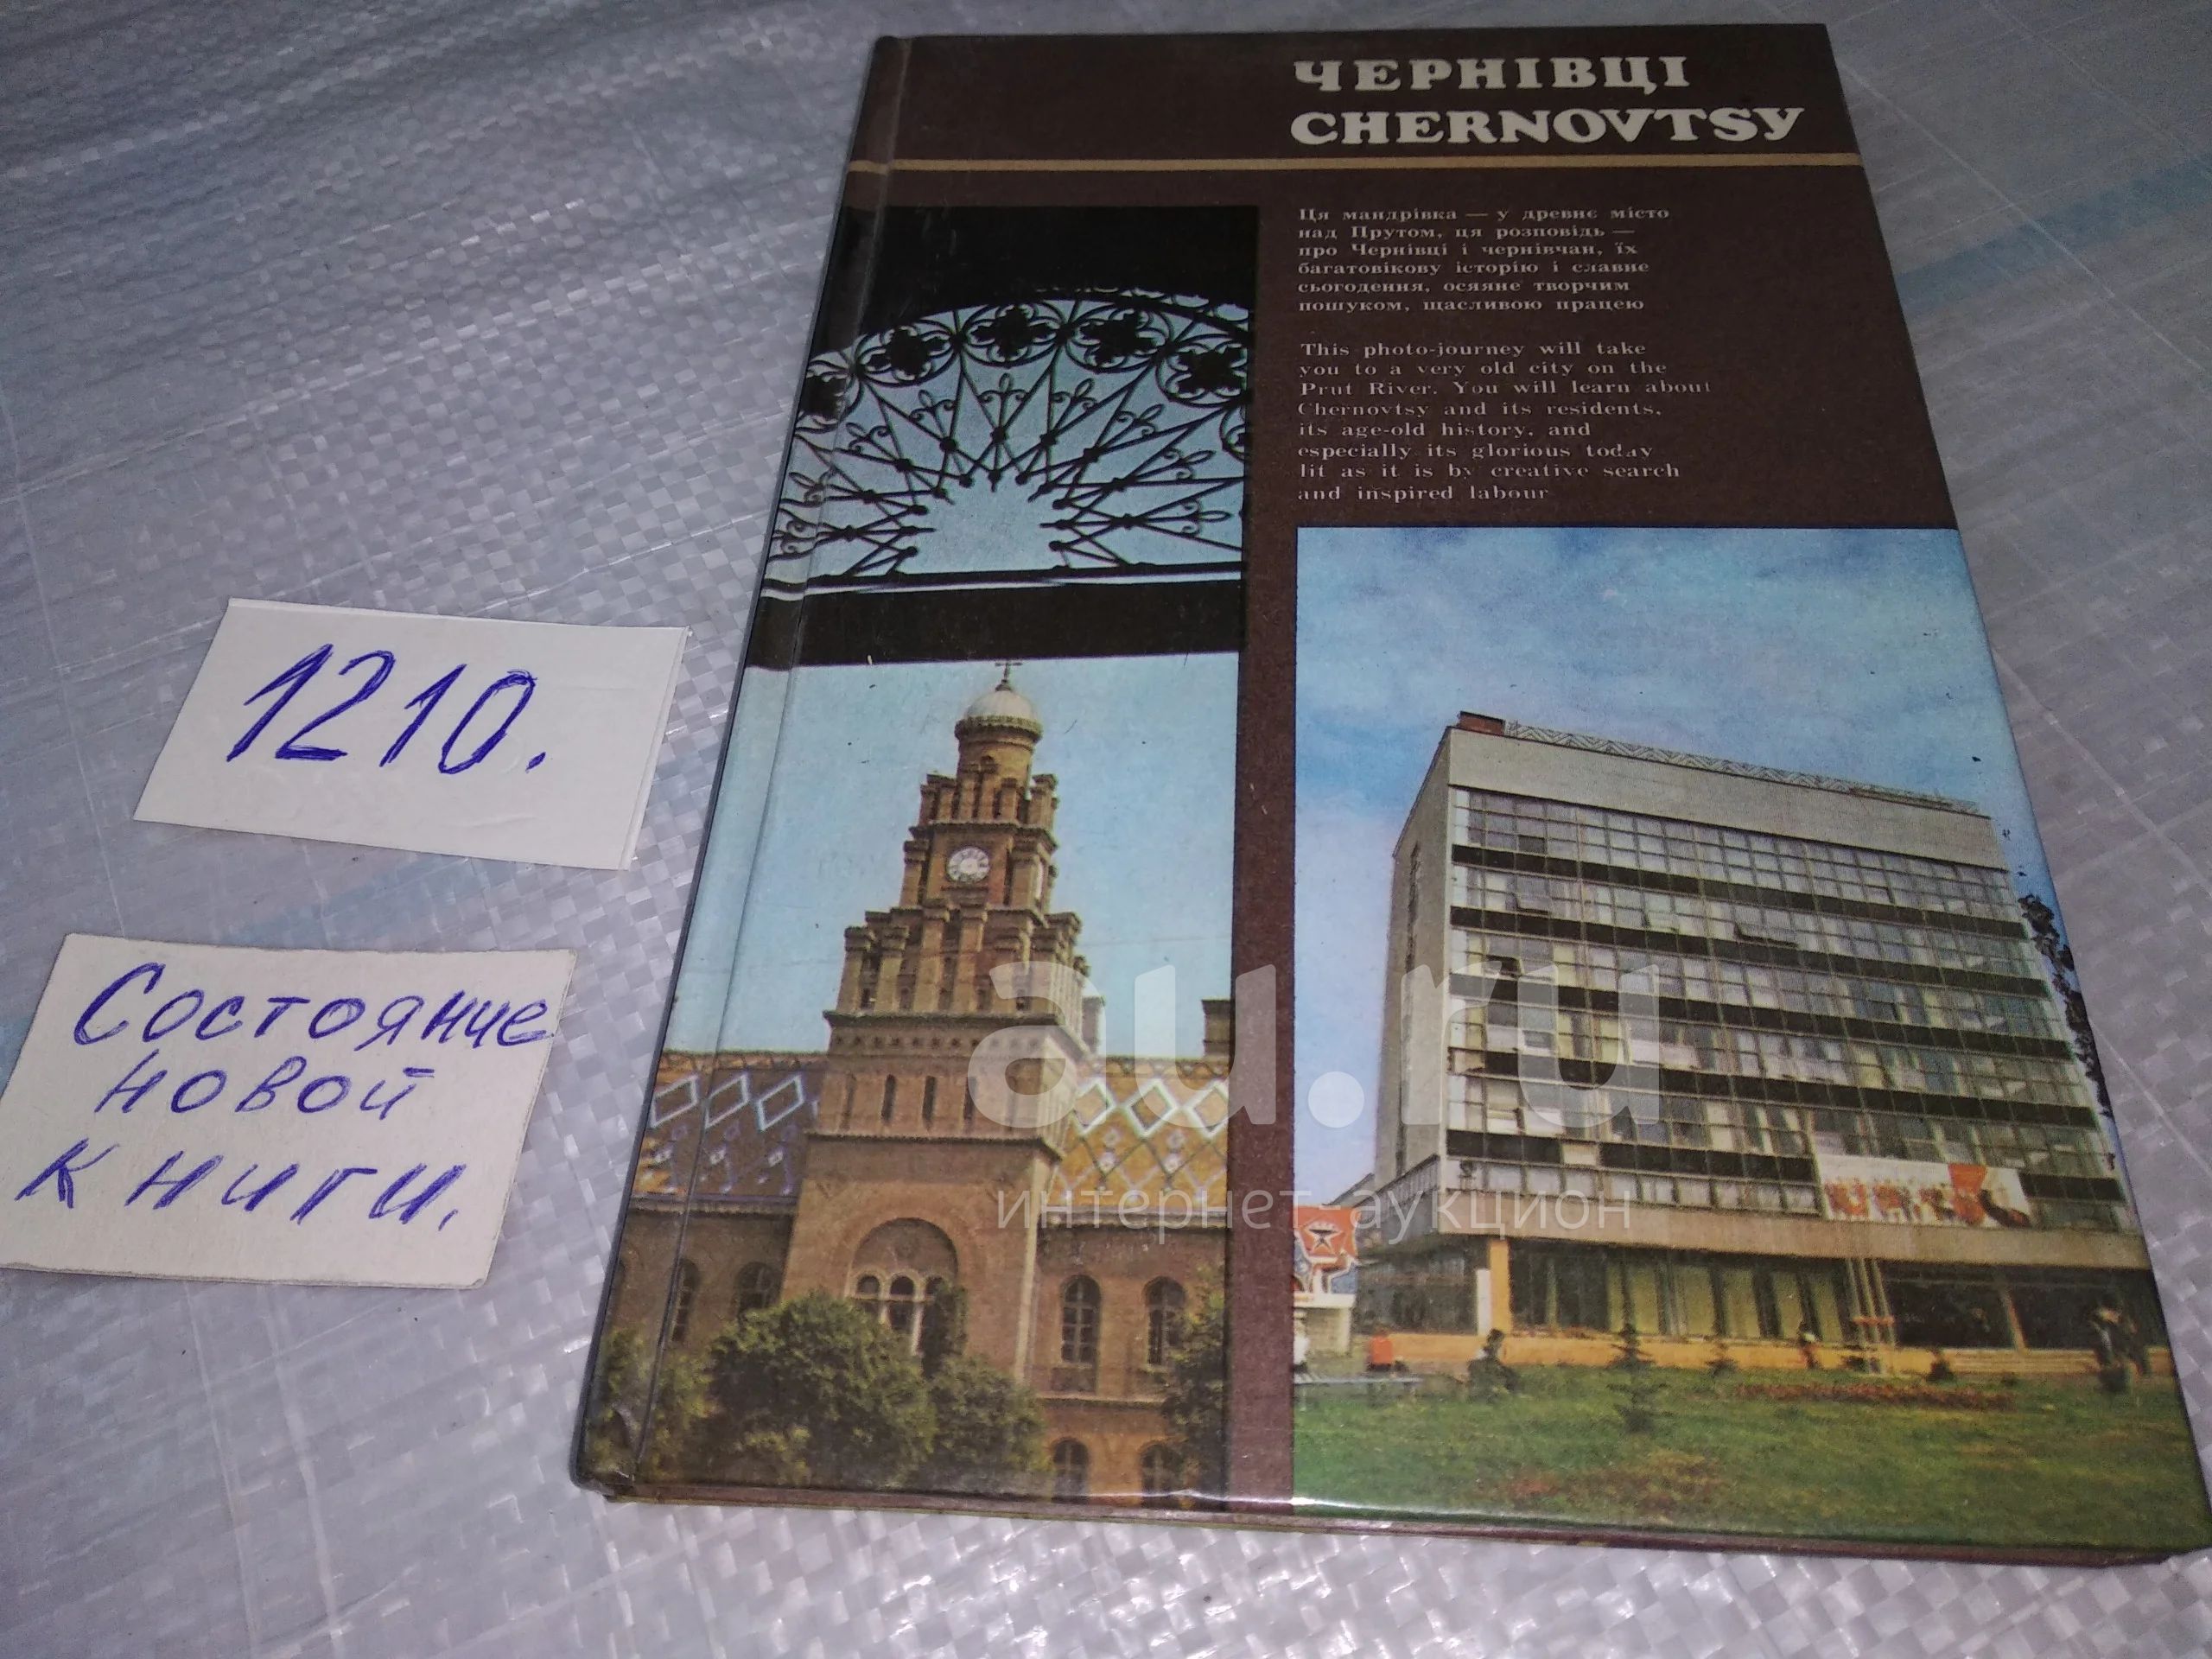 ЧЕРНІВЦІ
CHERNOVTSY
Ця мандрівка — у древнє місто
над Прутом, ця розповідь —
про Чернівці і чернівчан, їх
багатовікову історію і славне
сьогодення, осяяне творчим
пошуком, щасливою працею
This photo-journey will take
you to a very old city on the
Prut River. You will learn about
Chernovtsy and its residents,
its age-old history, and
especially its glorious today
lit as it is by creative search
and inspired labour
1210.
Состояние
новой
книги.
au.ru
интернет-аукцион